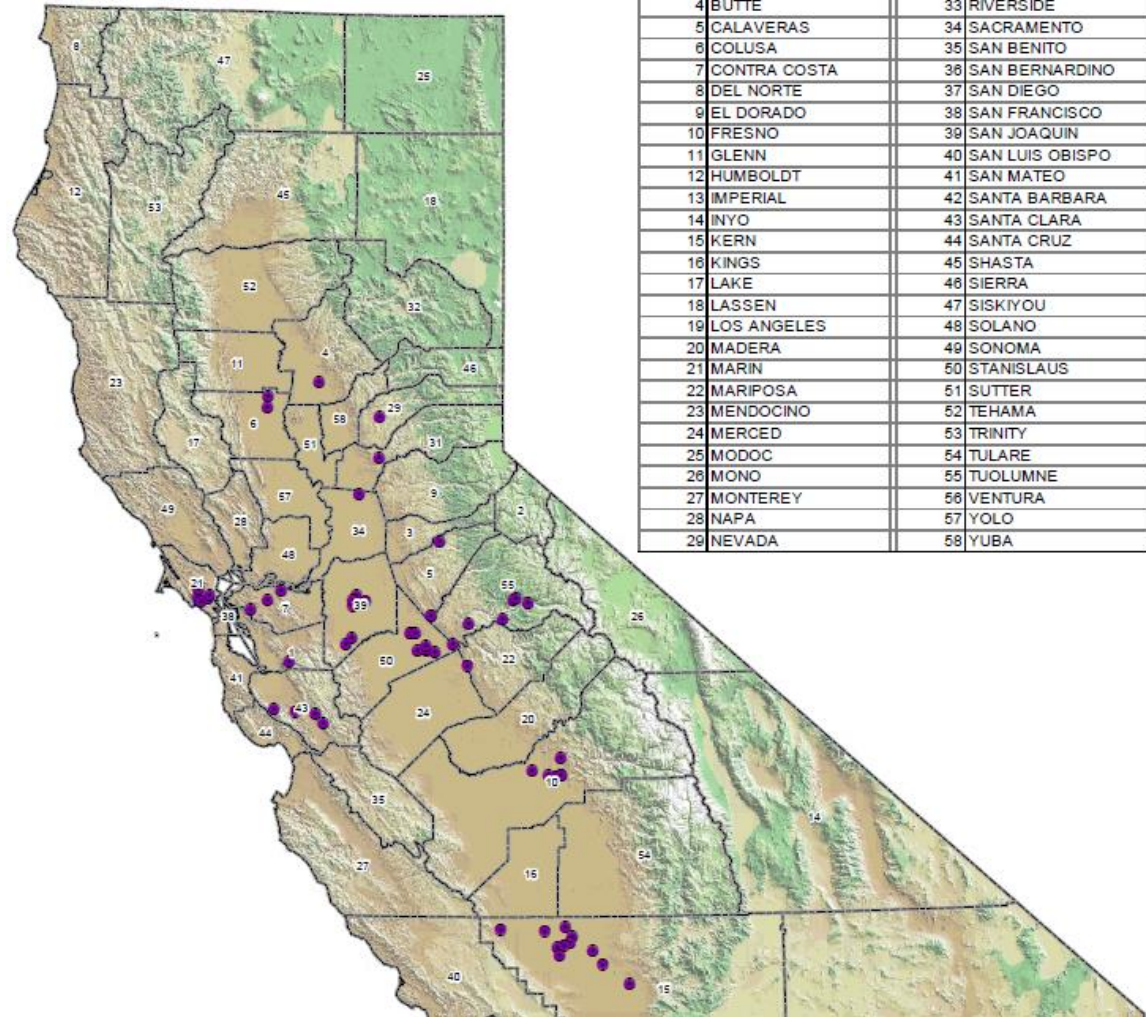 4 BUTTE 33 RIVERSIDE
5 CALAVERAS 34 SACRAMENTO
6 COLUSA 35 SAN BENITO
7 CONTRA COSTA 36 SAN BERNARDINO
8 DEL NORTE 37 SAN DIEGO
9 EL DORADO 38 SAN FRANCISCO
10 FRESNO 39 SAN JOAQUIN
11 GLENN 40 SAN LUIS OBISPO
12 HUMBOLDT 41 SAN MATEO
13 IMPERIAL 42 SANTA BARBARA
14 INYO 43 SANTA CLARA
15 KERN 44 SANTA CRUZ
16 KINGS 45 SHASTA
17 LAKE 46 SIERRA
18 LASSEN 47 SISKIYOU
19 LOS ANGELES 48 SOLANO
20 MADERA 49 SONOMA
21 MARIN 50 STANISLAUS
22 MARIPOSA 51 SUTTER
23 MENDOCINO 52 TEHAMA
24 MERCED 53 TRINITY
25 MODOC 54 TULARE
26 MONO 55 TUOLUMNE
27 MONTEREY 56 VENTURA
28 NAPA 57 YOLO
29 NEVADA 58 YUBA
8
47
25
12
53
45
18
52
32
11
4
46
23
29
58
6
17
51
31
57
9
49
28
34
2
3
48
5
55
21
7
39
38
26
1
50
22
41
43
24
20
44
10
35
14
54
27
16
40
15